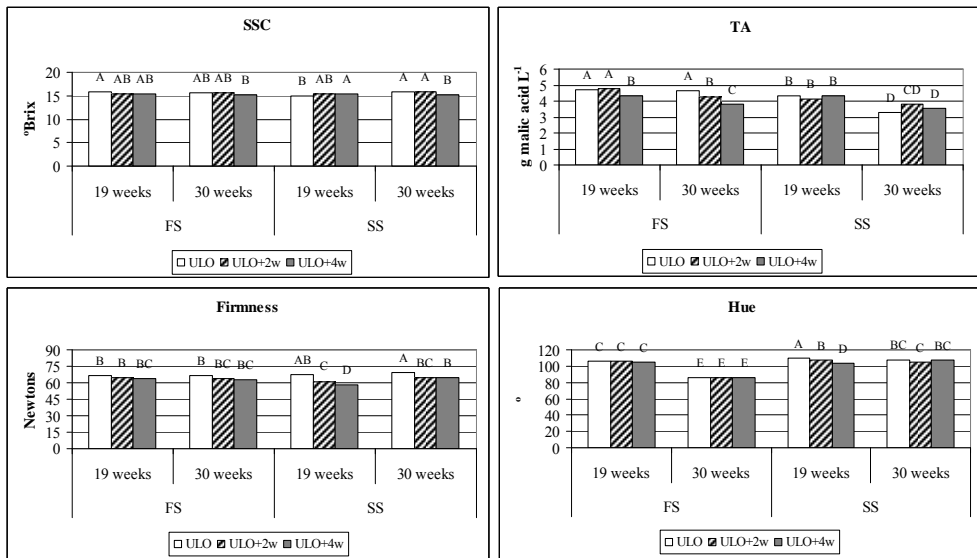 SSC
A AB AB AB AB B B AB A A A B
20
15
10
5
0
ºBrix
19 weeks 30 weeks 19 weeks 30 weeks
FS SS
ULO ULO+2w ULO+4w
TA
A A B A B C B B B D CD D
6
5
4
3
2
1
0
g malic acid L-1
19 weeks 30 weeks 19 weeks 30 weeks
FS SS
ULO ULO+2w ULO+4w
Firmness
B B BC B BC BC AB C D A BC B
90
75
60
45
30
15
0
Newtons
19 weeks 30 weeks 19 weeks 30 weeks
FS SS
ULO ULO+2w ULO+4w
Hue
C C C E E E A B D BC C BC
120
100
80
60
40
20
0
º
19 weeks 30 weeks 19 weeks 30 weeks
FS SS
ULO ULO+2w ULO+4w